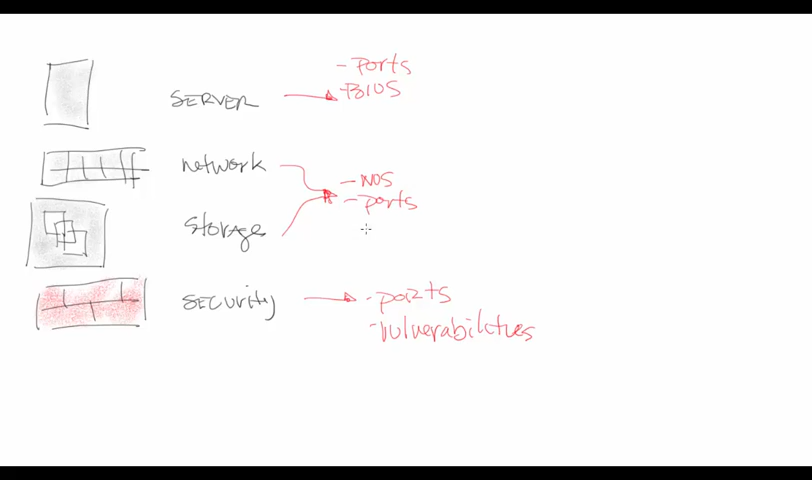 - Ports
SERVER
- BIOS
network
- NOS
- ports
Storage
SECURITY
- ports
- vulnerabilities